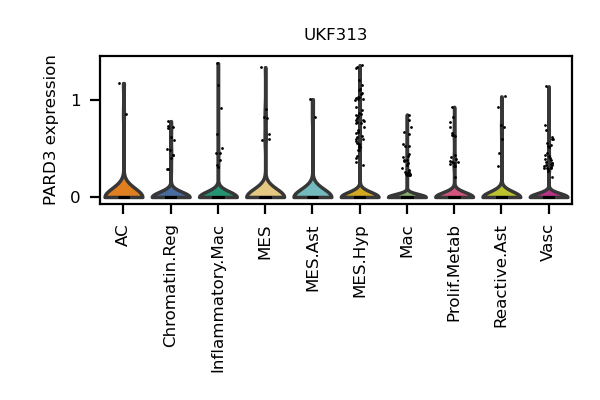 UKF313
PARD3 expression
1
0
AC
Chromatin.Reg
Inflammatory.Mac
MES
MES.Ast
MES.Hyp
Mac
Prolif.Metab
Reactive.Ast
Vasc